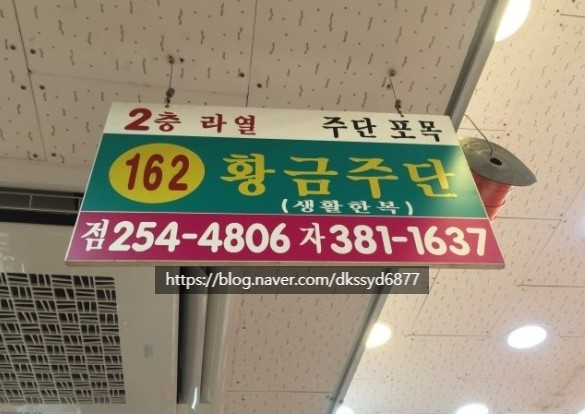 2층 라열 주단 포목
162 황금주단
(생활한복)
점254-4806 자381-1637
https://blog.naver.com/dkssyd6877